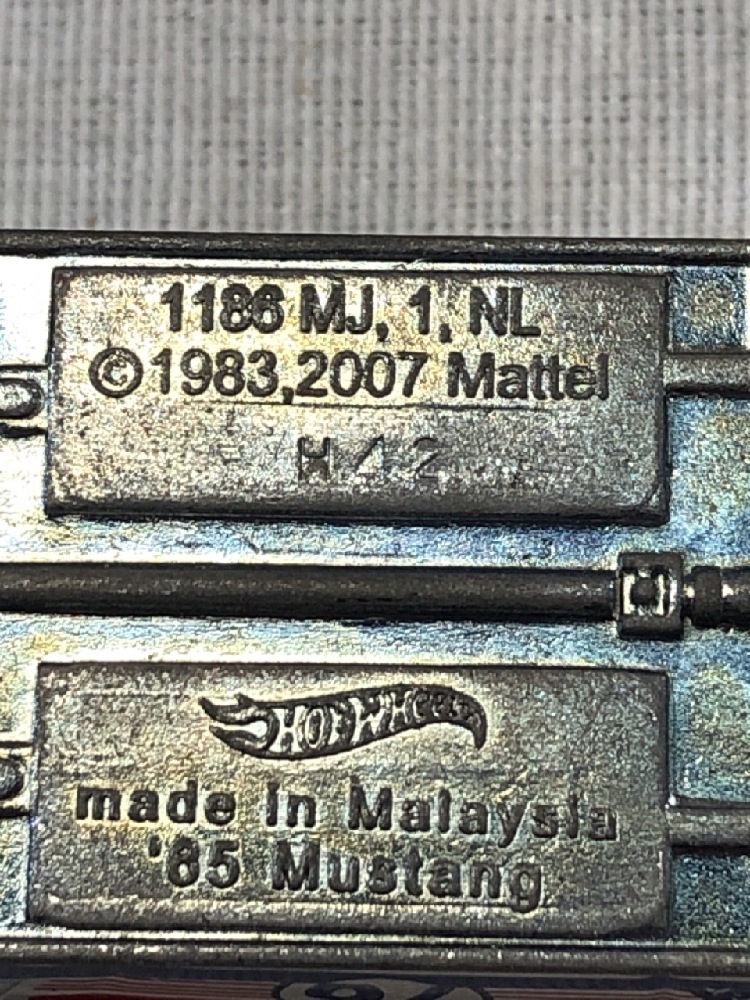 1186 MJ, 1, NL
©1983,2007 Mattel
H42
HOT WHEELS
made in Malaysia
'85 Mustang